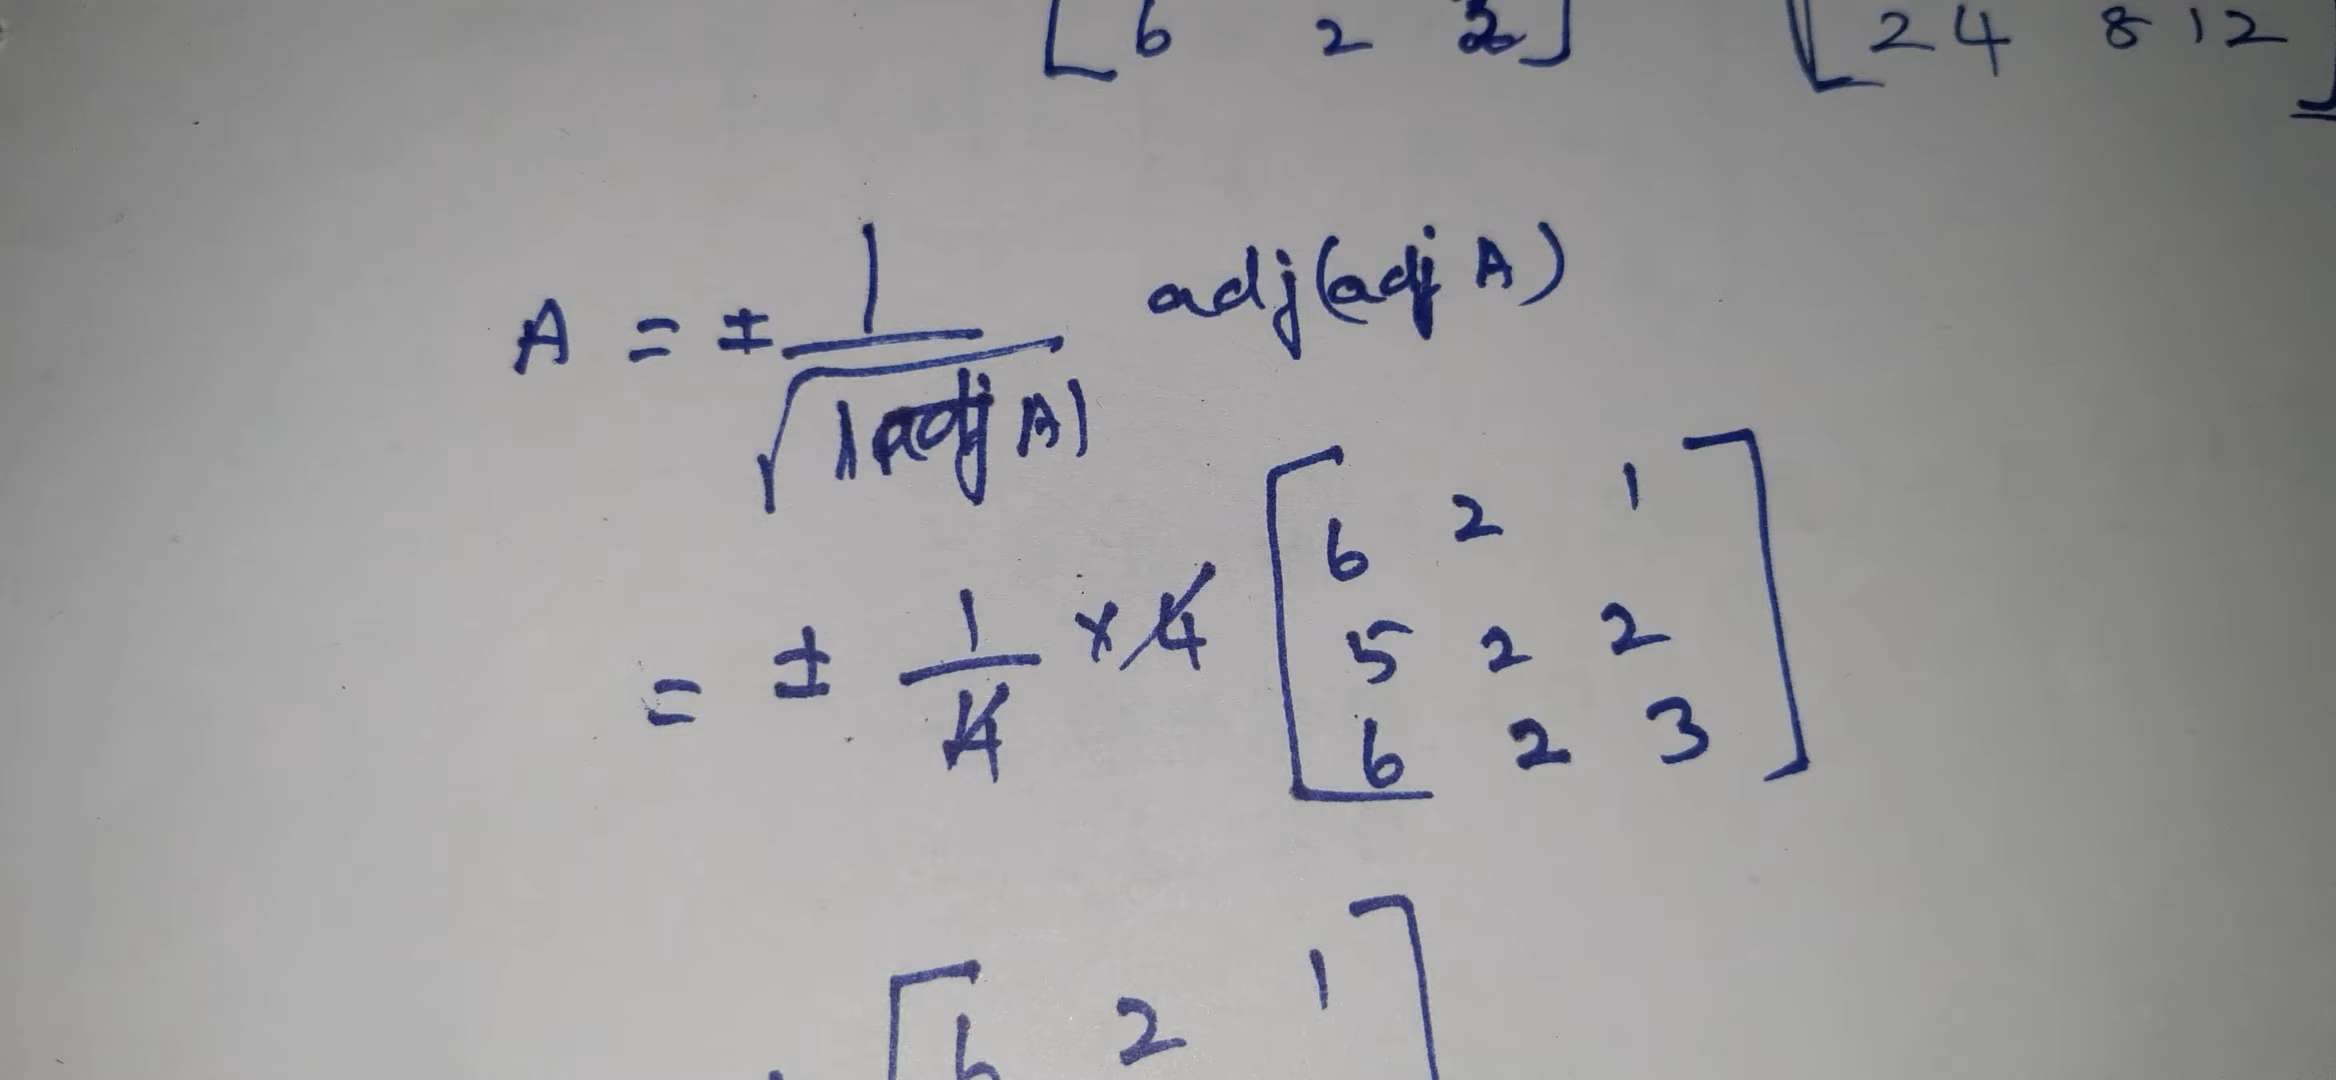 [ 6 2 3 ] [ 24 8 12 ]
A = ± 1 / √|adj A| adj(adj A)
= ± 1/4 × 4 [ 6 2 1
5 2 2
6 2 3 ]
[ 6 2 1 ]